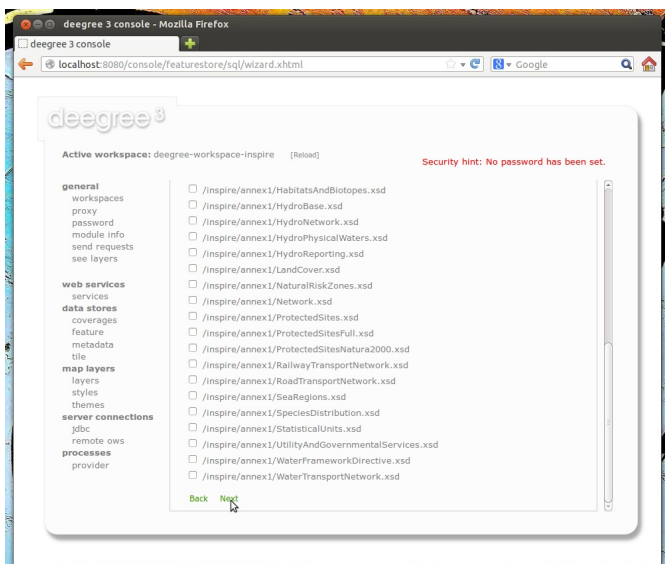 deegree 3 console - Mozilla Firefox
deegree 3 console
localhost:8080/console/featurestore/sql/wizard.xhtml
Google
deegree 3
Active workspace: deegree-workspace-inspire [Reload]
Security hint: No password has been set.
general
workspaces
proxy
password
module info
send requests
see layers
web services
services
data stores
coverages
feature
metadata
tile
map layers
layers
styles
themes
server connections
jdbc
remote ows
processes
provider
/inspire/annex1/HabitatsAndBiotopes.xsd
/inspire/annex1/HydroBase.xsd
/inspire/annex1/HydroNetwork.xsd
/inspire/annex1/HydroPhysicalWaters.xsd
/inspire/annex1/HydroReporting.xsd
/inspire/annex1/LandCover.xsd
/inspire/annex1/NaturalRiskZones.xsd
/inspire/annex1/Network.xsd
/inspire/annex1/ProtectedSites.xsd
/inspire/annex1/ProtectedSitesFull.xsd
/inspire/annex1/ProtectedSitesNatura2000.xsd
/inspire/annex1/RailwayTransportNetwork.xsd
/inspire/annex1/RoadTransportNetwork.xsd
/inspire/annex1/SeaRegions.xsd
/inspire/annex1/SpeciesDistribution.xsd
/inspire/annex1/StatisticalUnits.xsd
/inspire/annex1/UtilityAndGovernmentalServices.xsd
/inspire/annex1/WaterFrameworkDirective.xsd
/inspire/annex1/WaterTransportNetwork.xsd
Back Next